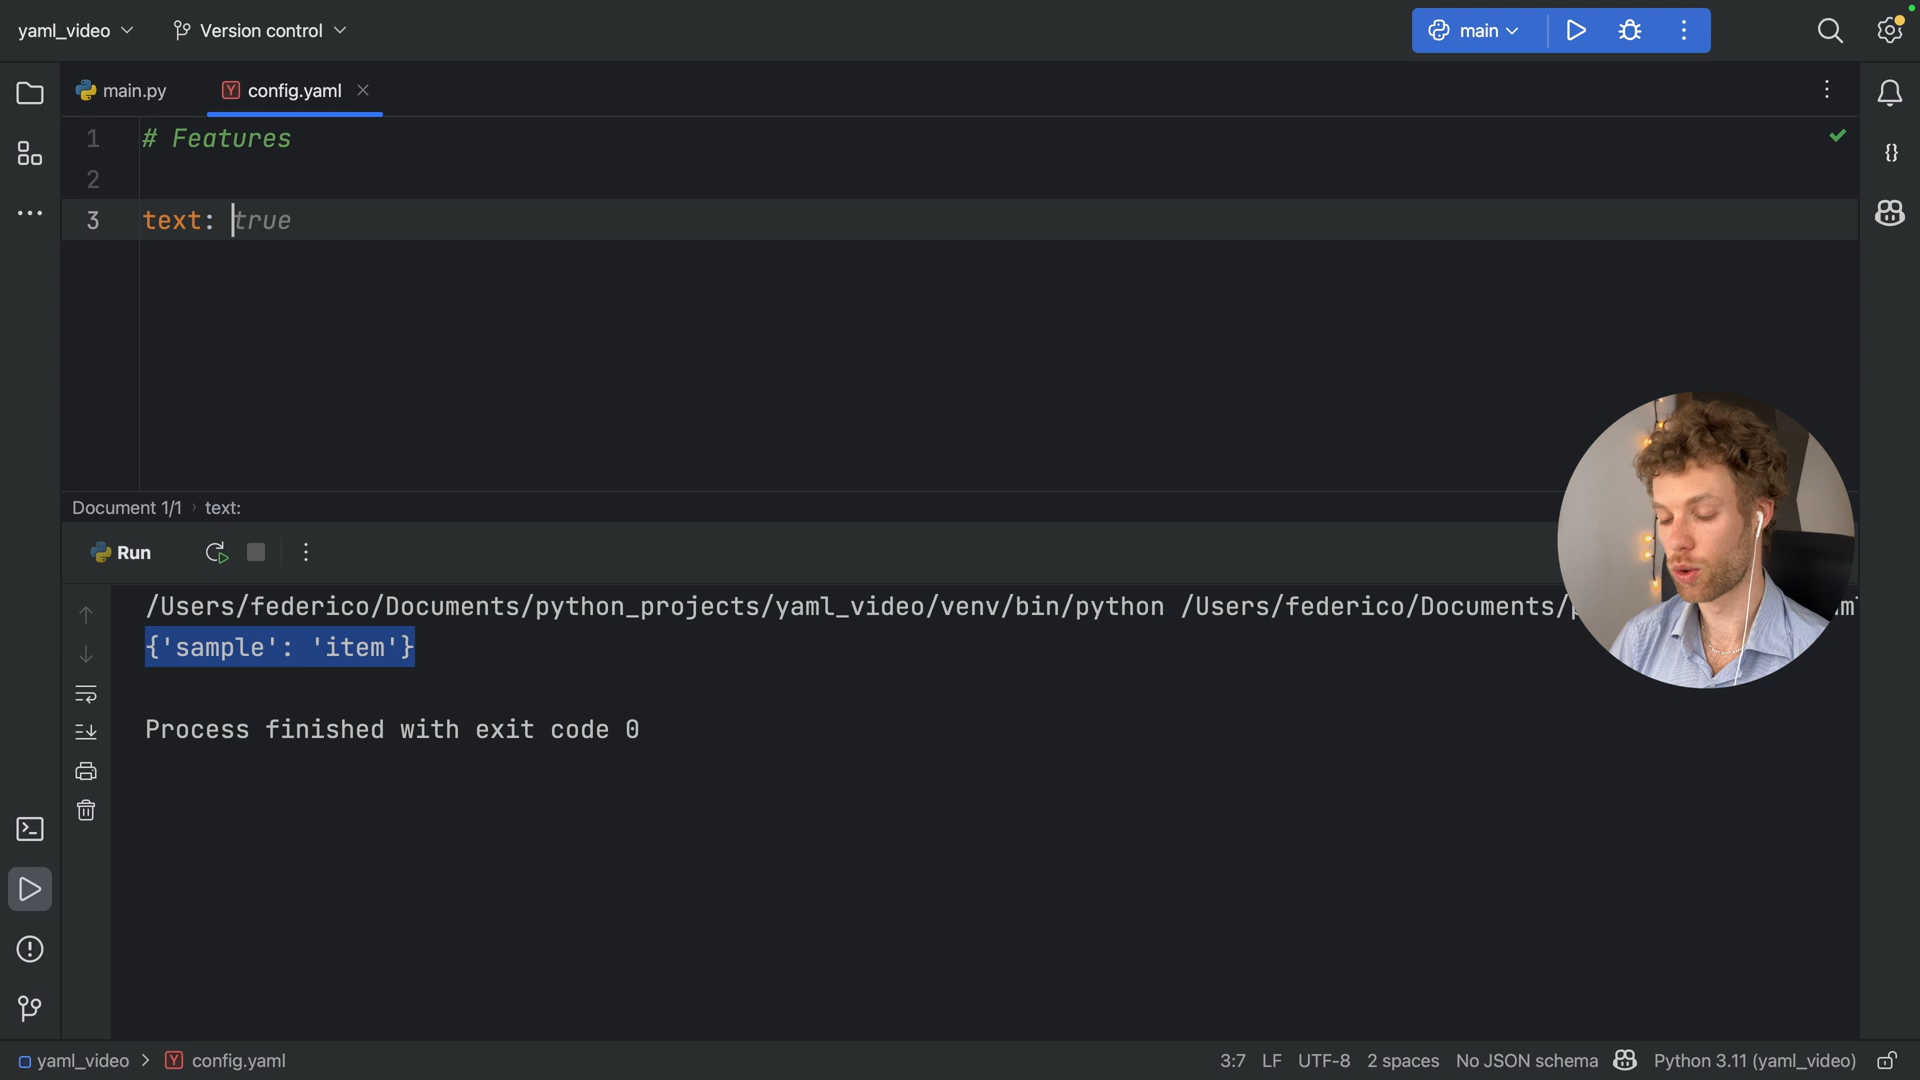 yaml_video
Version control
main
main.py
config.yaml
1 # Features
2
3 text: true
Document 1/1 › text:
Run
/Users/federico/Documents/python_projects/yaml_video/venv/bin/python /Users/federico/Documents/
{'sample': 'item'}
Process finished with exit code 0
yaml_video > config.yaml
3:7 LF UTF-8 2 spaces No JSON schema Python 3.11 (yaml_video)